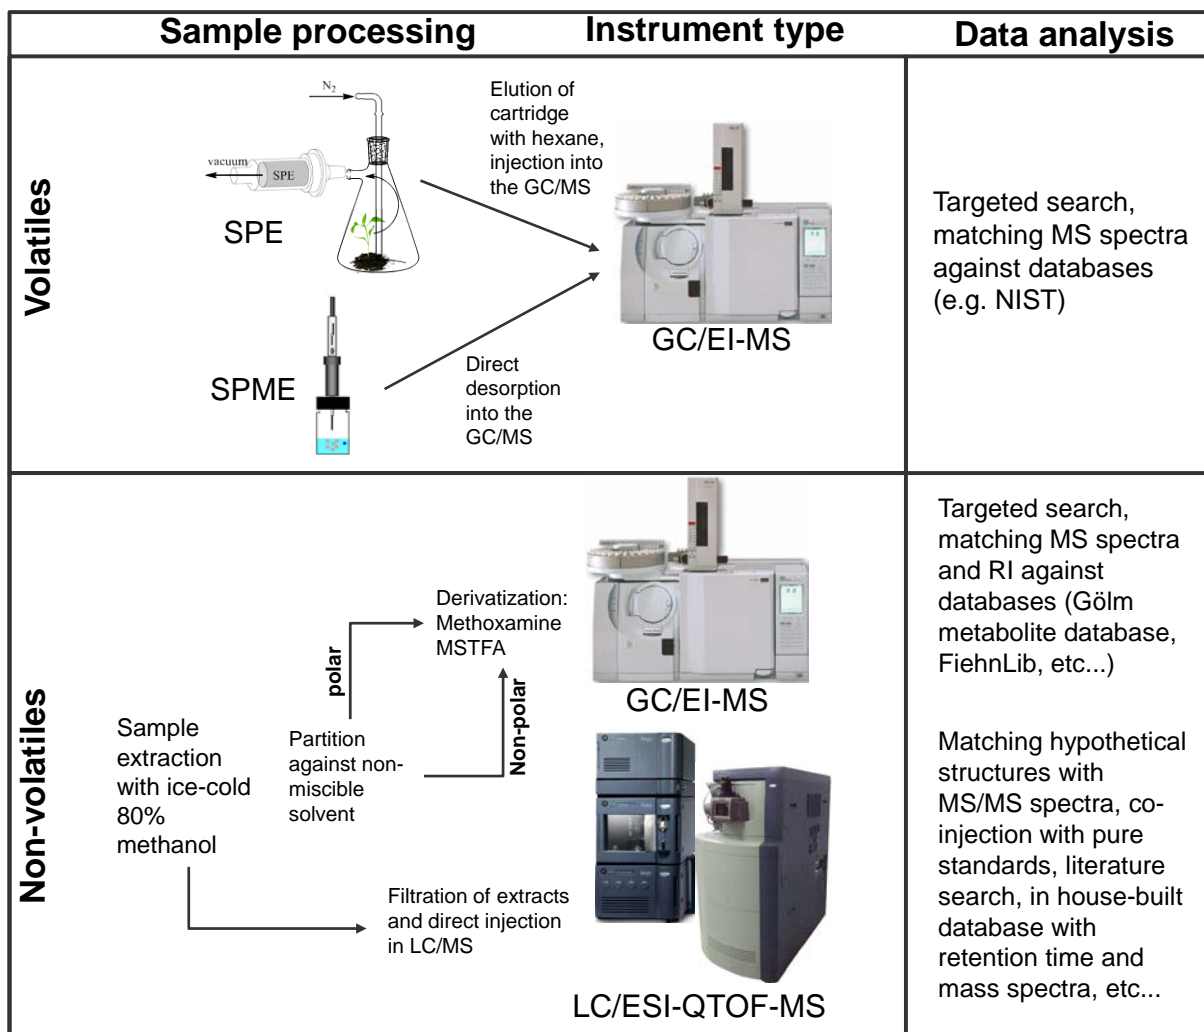 Sample processing
Instrument type
Data analysis
Volatiles
N2
vacuum
SPE
SPE
Elution of
cartridge
with hexane,
injection into
the GC/MS
SPME
Direct
desorption
into the
GC/MS
GC/EI-MS
Targeted search,
matching MS spectra
against databases
(e.g. NIST)
Non-volatiles
Sample
extraction
with ice-cold
80%
methanol
Partition
against non-
miscible
solvent
polar
Non-polar
Derivatization:
Methoxamine
MSTFA
GC/EI-MS
Filtration of extracts
and direct injection
in LC/MS
LC/ESI-QTOF-MS
Targeted search,
matching MS spectra
and RI against
databases (Gölm
metabolite database,
FiehnLib, etc...)
Matching hypothetical
structures with
MS/MS spectra, co-
injection with pure
standards, literature
search, in house-built
database with
retention time and
mass spectra, etc...